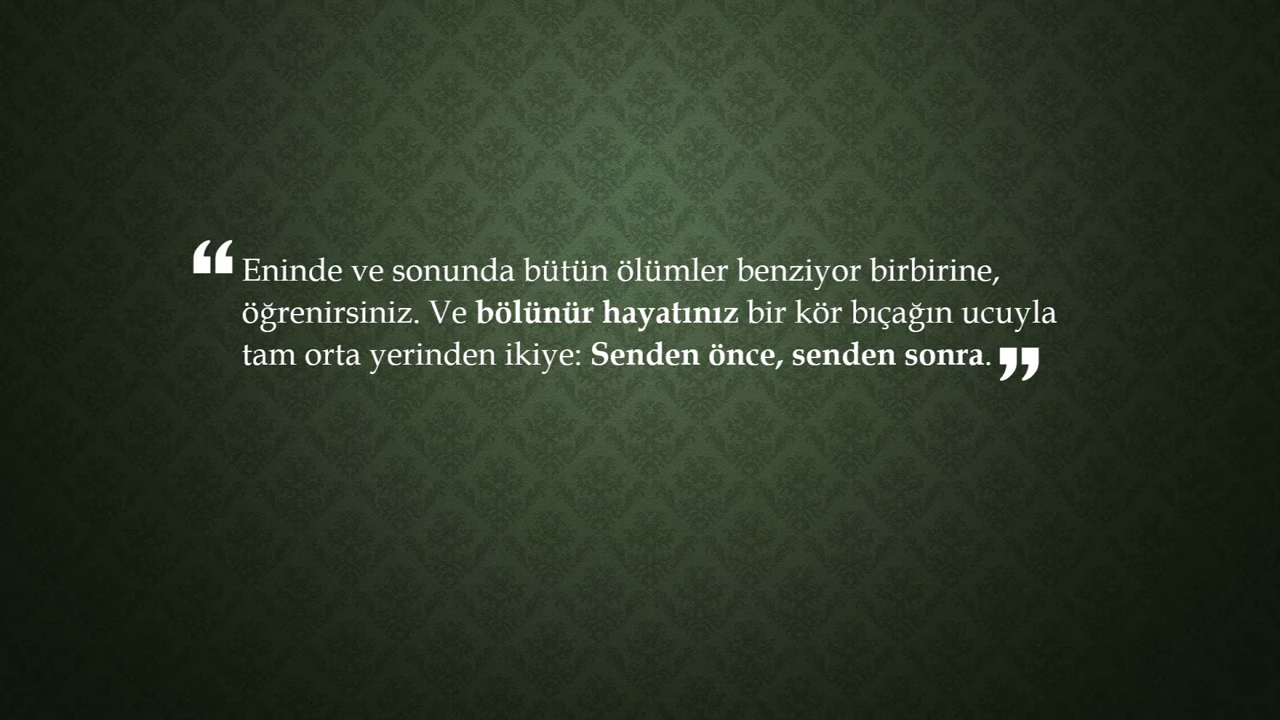 “Eninde ve sonunda bütün ölümler benziyor birbirine,
öğrenirsiniz. Ve bölünür hayatınız bir kör bıçağın ucuyla
tam orta yerinden ikiye: Senden önce, senden sonra.”